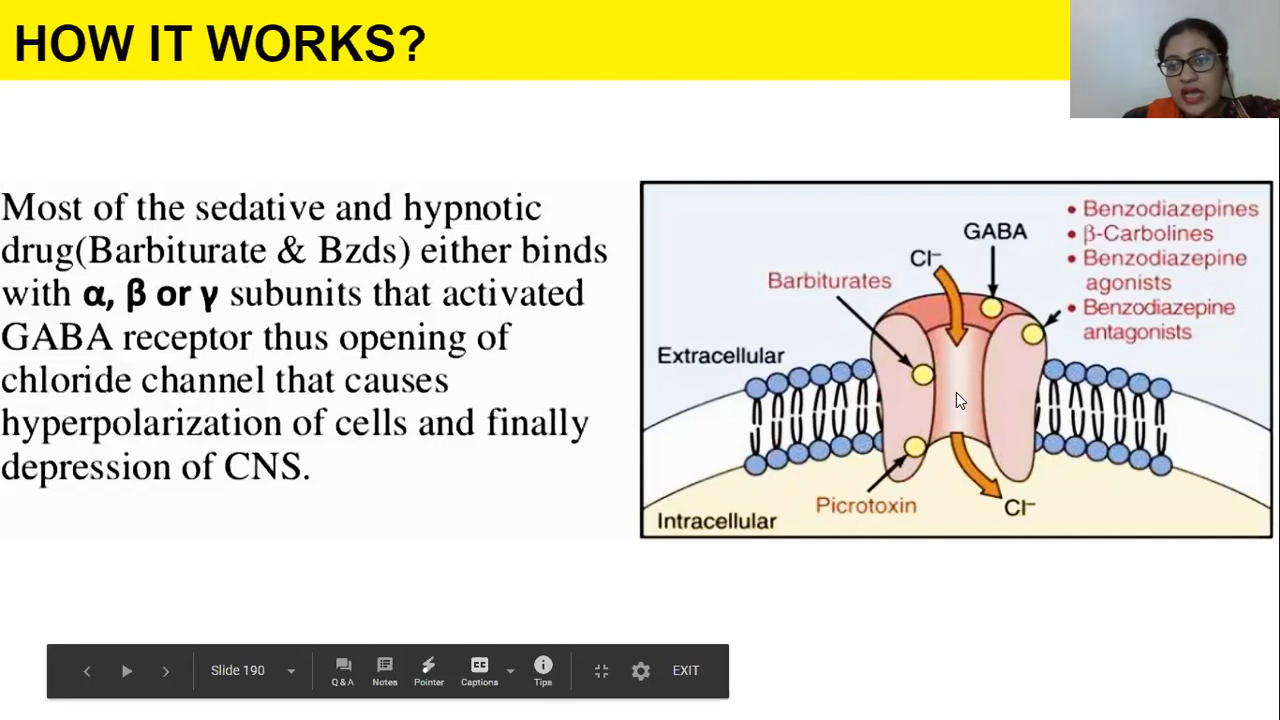 HOW IT WORKS?
Most of the sedative and hypnotic
drug(Barbiturate & Bzds) either binds
with α, β or γ subunits that activated
GABA receptor thus opening of
chloride channel that causes
hyperpolarization of cells and finally
depression of CNS.
• Benzodiazepines
• β-Carbolines
• Benzodiazepine
agonists
• Benzodiazepine
antagonists
GABA
Cl⁻
Barbiturates
Extracellular
Picrotoxin
Cl⁻
Intracellular
Slide 190
Q & A
Notes
Pointer
CC
Captions
Tips
EXIT